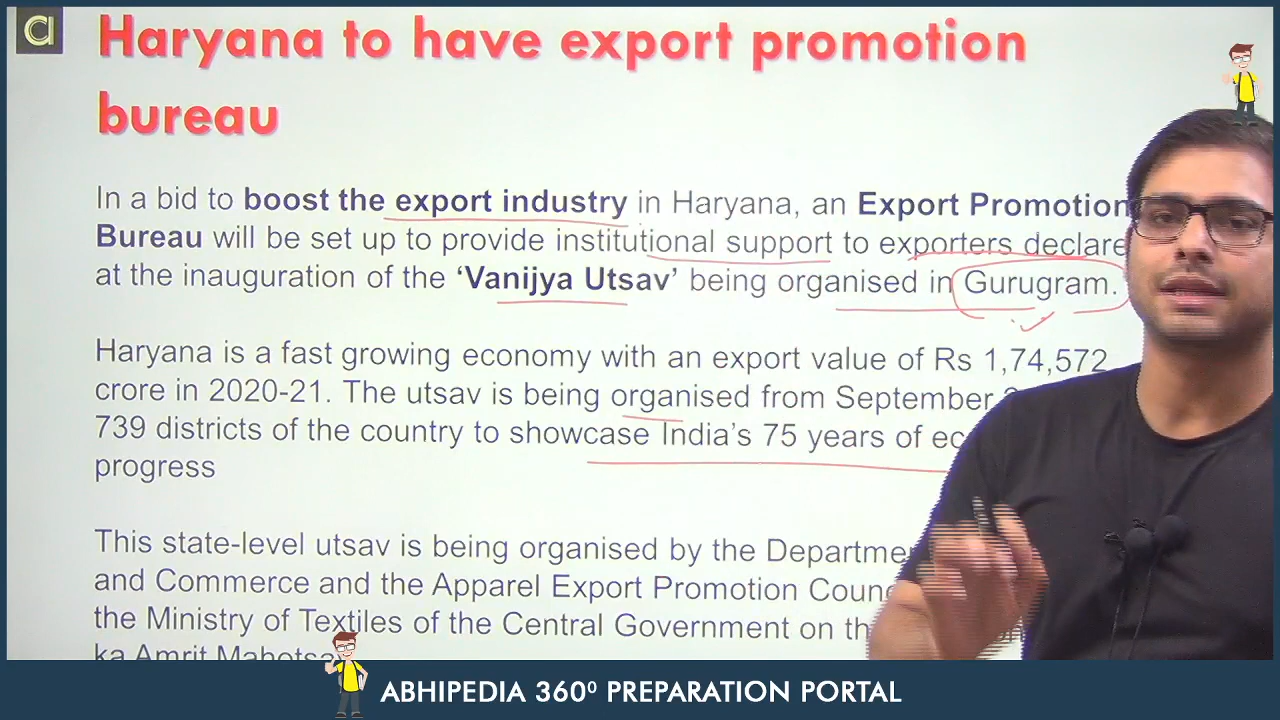 a
Haryana to have export promotion
bureau
In a bid to boost the export industry in Haryana, an Export Promotion
Bureau will be set up to provide institutional support to exporters declare
at the inauguration of the ‘Vanijya Utsav’ being organised in Gurugram.
Haryana is a fast growing economy with an export value of Rs 1,74,572
crore in 2020-21. The utsav is being organised from September
739 districts of the country to showcase India’s 75 years of
progress
This state-level utsav is being organised by the
and Commerce and the Apparel Export Promotion
the Ministry of Textiles of the Central Government on
ka Amrit
ABHIPEDIA 360⁰ PREPARATION PORTAL